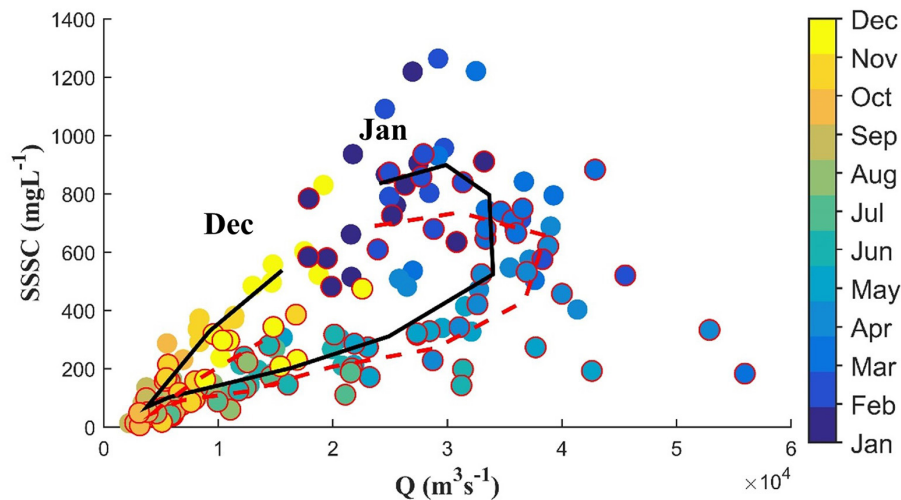 1400
1200
1000
800
600
400
200
0
SSSC (mgL⁻¹)
Jan
Dec
0 1 2 3 4 5 6
×10⁴
Q (m³s⁻¹)
Dec
Nov
Oct
Sep
Aug
Jul
Jun
May
Apr
Mar
Feb
Jan